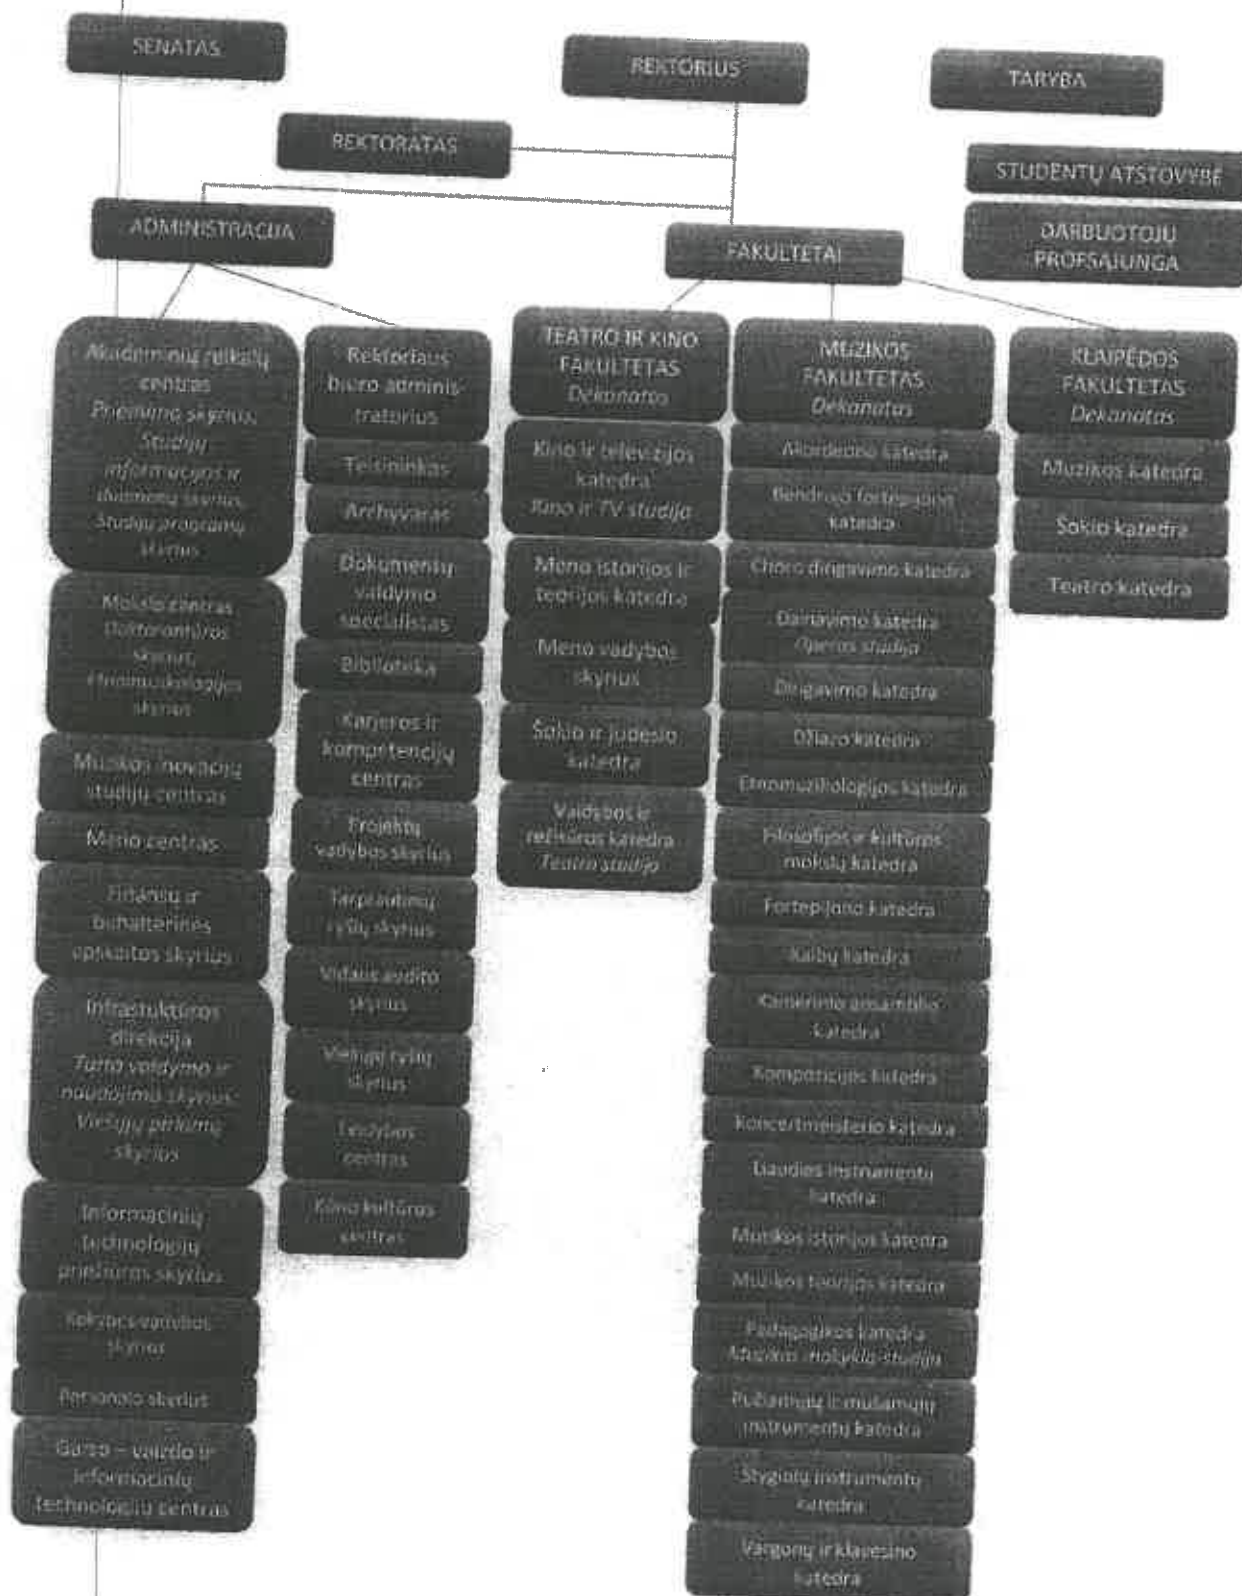 SENATAS
REKTORIUS
TARYBA
REKTORATAS
STUDENTŲ ATSTOVYBĖ
ADMINISTRACIJA
FAKULTETAI
DARBUOTOJŲ
PROFSĄJUNGA
Akademinių reikalų
centras
Priėmimo skyrius,
Studijų
informacijos ir
duomenų skyrius,
Studijų programų
skyrius
Mokslo centras
Doktorantūros
skyrius,
Etnomuzikologijos
skyrius
Muzikos inovacijų
studijų centras
Meno centras
Finansų ir
buhalterinės
apskaitos skyrius
Infrastuktūros
direkcija
Turto valdymo ir
naudojimo skyrius
Viešųjų pirkimų
skyrius
Informacinių
technologijų
priežiūros skyrius
Kokybės vadybos
skyrius
Personalo skyrius
Garso – vaizdo ir
informacinių
technologijų centras
Rektoriaus
biuro adminis-
tratorius
Teisininkas
Archyvaras
Dokumentų
valdymo
specialistas
Biblioteka
Karjeros ir
kompetencijų
centras
Projektų
vadybos skyrius
Tarptautinių
ryšių skyrius
Vidaus audito
skyrius
Viešųjų ryšių
skyrius
Leidybos
centras
Kūno kultūros
centras
TEATRO IR KINO
FAKULTETAS
Dekanatas
Kino ir televizijos
katedra
Kino ir TV studija
Meno istorijos ir
teorijos katedra
Meno vadybos
skyrius
Šokio ir judesio
katedra
Vaidybos ir
režisūros katedra
Teatro studija
MUZIKOS
FAKULTETAS
Dekanatas
Akordeono katedra
Bendrojo fortepijono
katedra
Choro dirigavimo katedra
Dainavimo katedra
Operos studija
Dirigavimo katedra
Džiazo katedra
Etnomuzikologijos katedra
Filosofijos ir kultūros
mokslų katedra
Fortepijono katedra
Kalbų katedra
Kamerinio ansamblio
katedra
Kompozicijos katedra
Koncertmeisterio katedra
Liaudies instrumentų
katedra
Muzikos istorijos katedra
Muzikos teorijos katedra
Pedagogikos katedra
Muzikos mokykla-studija
Pučiamųjų ir mušamųjų
instrumentų katedra
Styginių instrumentų
katedra
Vargonų ir klavesino
katedra
KLAIPĖDOS
FAKULTETAS
Dekanatas
Muzikos katedra
Šokio katedra
Teatro katedra